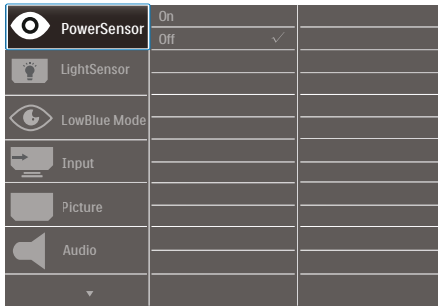 PowerSensor
On
Off
LightSensor
LowBlue Mode
Input
Picture
Audio